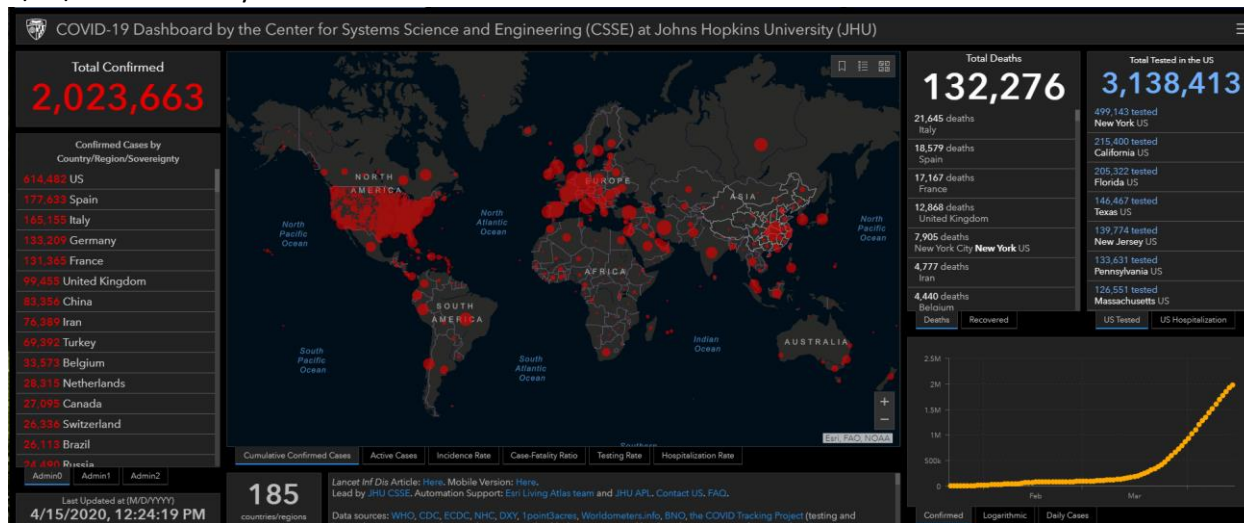 COVID-19 Dashboard by the Center for Systems Science and Engineering (CSSE) at Johns Hopkins University (JHU)
Total Confirmed
2,023,663
Confirmed Cases by
Country/Region/Sovereignty
614,482 US
177,633 Spain
165,155 Italy
133,209 Germany
131,365 France
99,453 United Kingdom
83,356 China
76,389 Iran
69,392 Turkey
33,573 Belgium
28,315 Netherlands
27,095 Canada
26,336 Switzerland
26,113 Brazil
24,490 Russia
Admin0
Admin1
Admin2
Last Updated at (M/D/YYYY)
4/15/2020, 12:24:19 PM
NORTH
AMERICA
EUROPE
ASIA
North
Pacific
Ocean
North
Atlantic
Ocean
North
Pacific
Ocean
AFRICA
SOUTH
AMERICA
Indian
Ocean
AUSTRALIA
South
Pacific
Ocean
South
Atlantic
Ocean
+
−
Esri, FAO, NOAA
Cumulative Confirmed Cases
Active Cases
Incidence Rate
Case-Fatality Ratio
Testing Rate
Hospitalization Rate
185
countries/regions
Lancet Inf Dis Article: Here. Mobile Version: Here.
Lead by JHU CSSE. Automation Support: Esri Living Atlas team and JHU APL. Contact US. FAQ.
Data sources: WHO, CDC, ECDC, NHC, DXY, 1point3acres, Worldometers.info, BNO, the COVID Tracking Project (testing and
Total Deaths
132,276
21,645 deaths
Italy
18,579 deaths
Spain
17,167 deaths
France
12,868 deaths
United Kingdom
7,905 deaths
New York City New York US
4,777 deaths
Iran
4,440 deaths
Belgium
Deaths
Recovered
Total Tested in the US
3,138,413
499,143 tested
New York US
215,400 tested
California US
205,322 tested
Florida US
146,467 tested
Texas US
139,774 tested
New Jersey US
133,631 tested
Pennsylvania US
126,551 tested
Massachusetts US
US Tested
US Hospitalization
2.5M
2M
1.5M
1M
500k
0
Feb
Mar
Confirmed
Logarithmic
Daily Cases